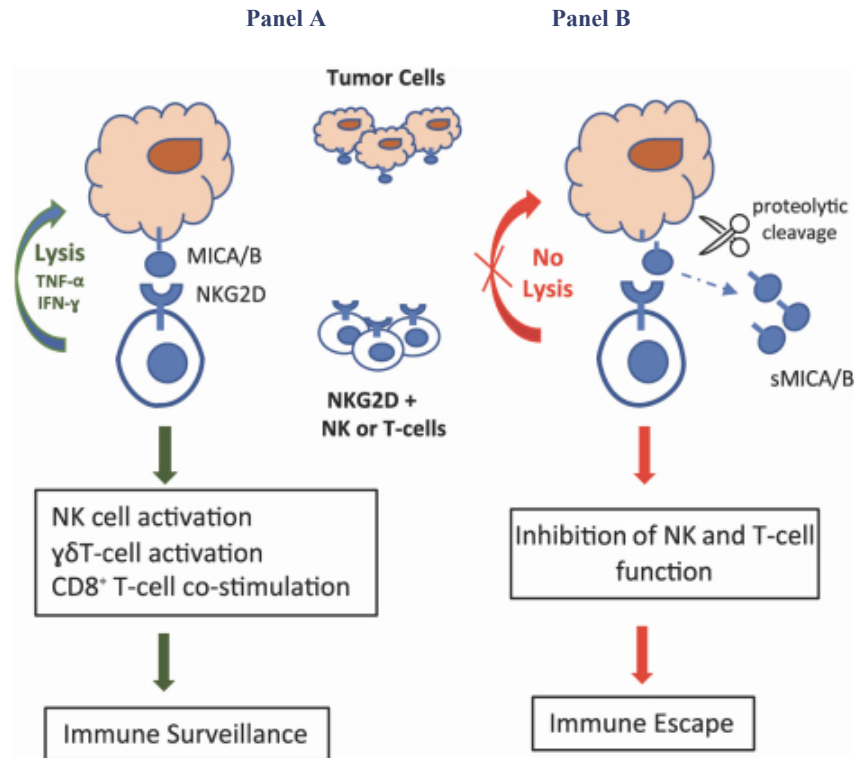 Panel A
Panel B
Tumor Cells
Lysis
TNF-α
IFN-ɣ
MICA/B
NKG2D
NKG2D +
NK or T-cells
No
Lysis
proteolytic
cleavage
sMICA/B
NK cell activation
ɣδT-cell activation
CD8⁺ T-cell co-stimulation
Immune Surveillance
Inhibition of NK and T-cell
function
Immune Escape